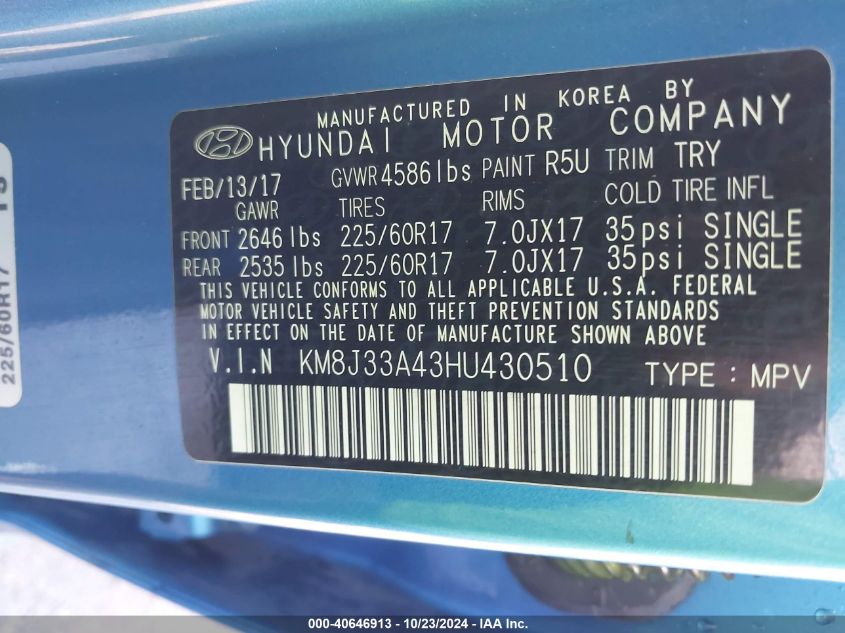 MANUFACTURED IN KOREA BY
HYUNDAI MOTOR COMPANY
FEB/13/17 GVWR 4586 lbs PAINT R5U TRIM TRY
GAWR TIRES RIMS COLD TIRE INFL
FRONT 2646 lbs 225/60R17 7.0JX17 35psi SINGLE
REAR 2535 lbs 225/60R17 7.0JX17 35psi SINGLE
THIS VEHICLE CONFORMS TO ALL APPLICABLE U.S.A. FEDERAL
MOTOR VEHICLE SAFETY AND THEFT PREVENTION STANDARDS
IN EFFECT ON THE DATE OF MANUFACTURE SHOWN ABOVE
V.I.N KM8J33A43HU430510 TYPE : MPV
225/60R17
000-40646913 - 10/23/2024 - IAA Inc.